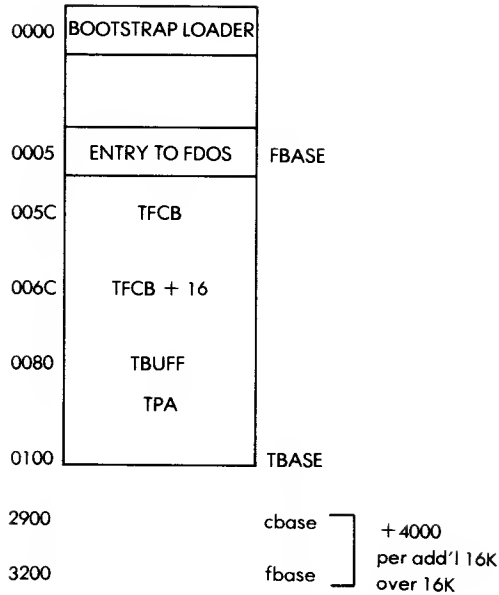 0000 BOOTSTRAP LOADER
0005 ENTRY TO FDOS FBASE
005C TFCB
006C TFCB + 16
0080 TBUFF
TPA
0100 TBASE
2900 cbase
+4000
per add'l 16K
3200 fbase over 16K